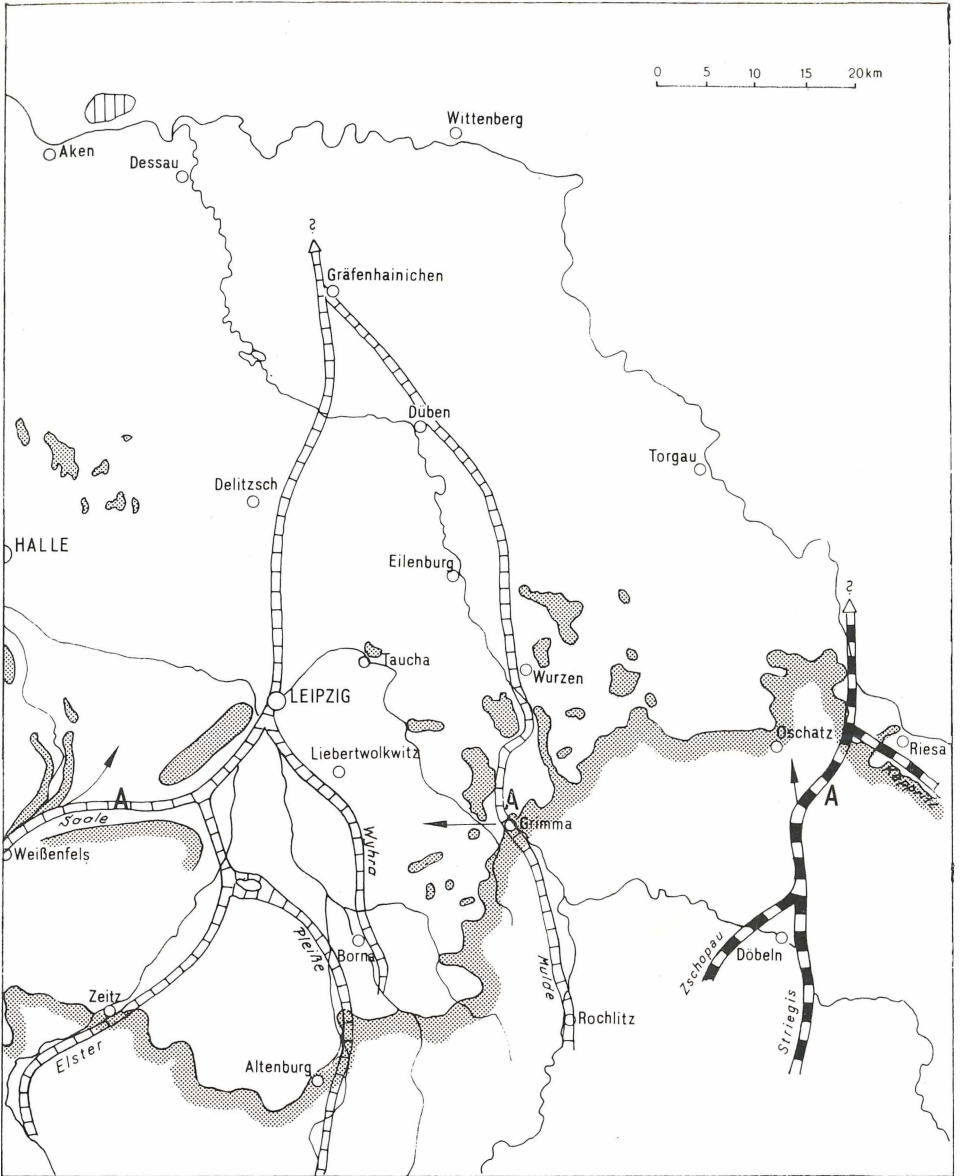 0 5 10 15 20 km
Wittenberg
Aken
Dessau
?
Gräfenhainichen
Düben
Torgau
Delitzsch
HALLE
Eilenburg
?
Taucha
Wurzen
LEIPZIG
Oschatz
Riesa
Liebertwolkwitz
A
A
A
Saale
Grimma
Weißenfels
Wyhra
Pleiße
Borna
Zschopau
Döbeln
Mulde
Zeitz
Rochlitz
Striegis
Elster
Altenburg